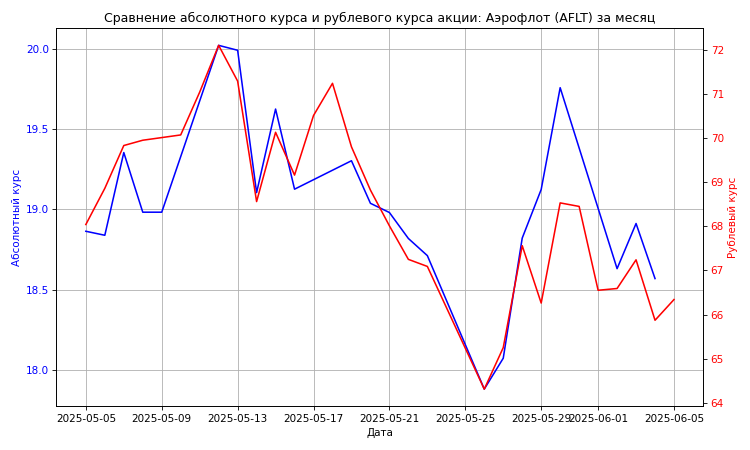 Сравнение абсолютного курса и рублевого курса акции: Аэрофлот (AFLT) за месяц
20.0
19.5
19.0
18.5
18.0
Абсолютный курс
72
71
70
69
68
67
66
65
64
Рублевый курс
2025-05-05 2025-05-09 2025-05-13 2025-05-17 2025-05-21 2025-05-25 2025-05-29 2025-06-01 2025-06-05
Дата